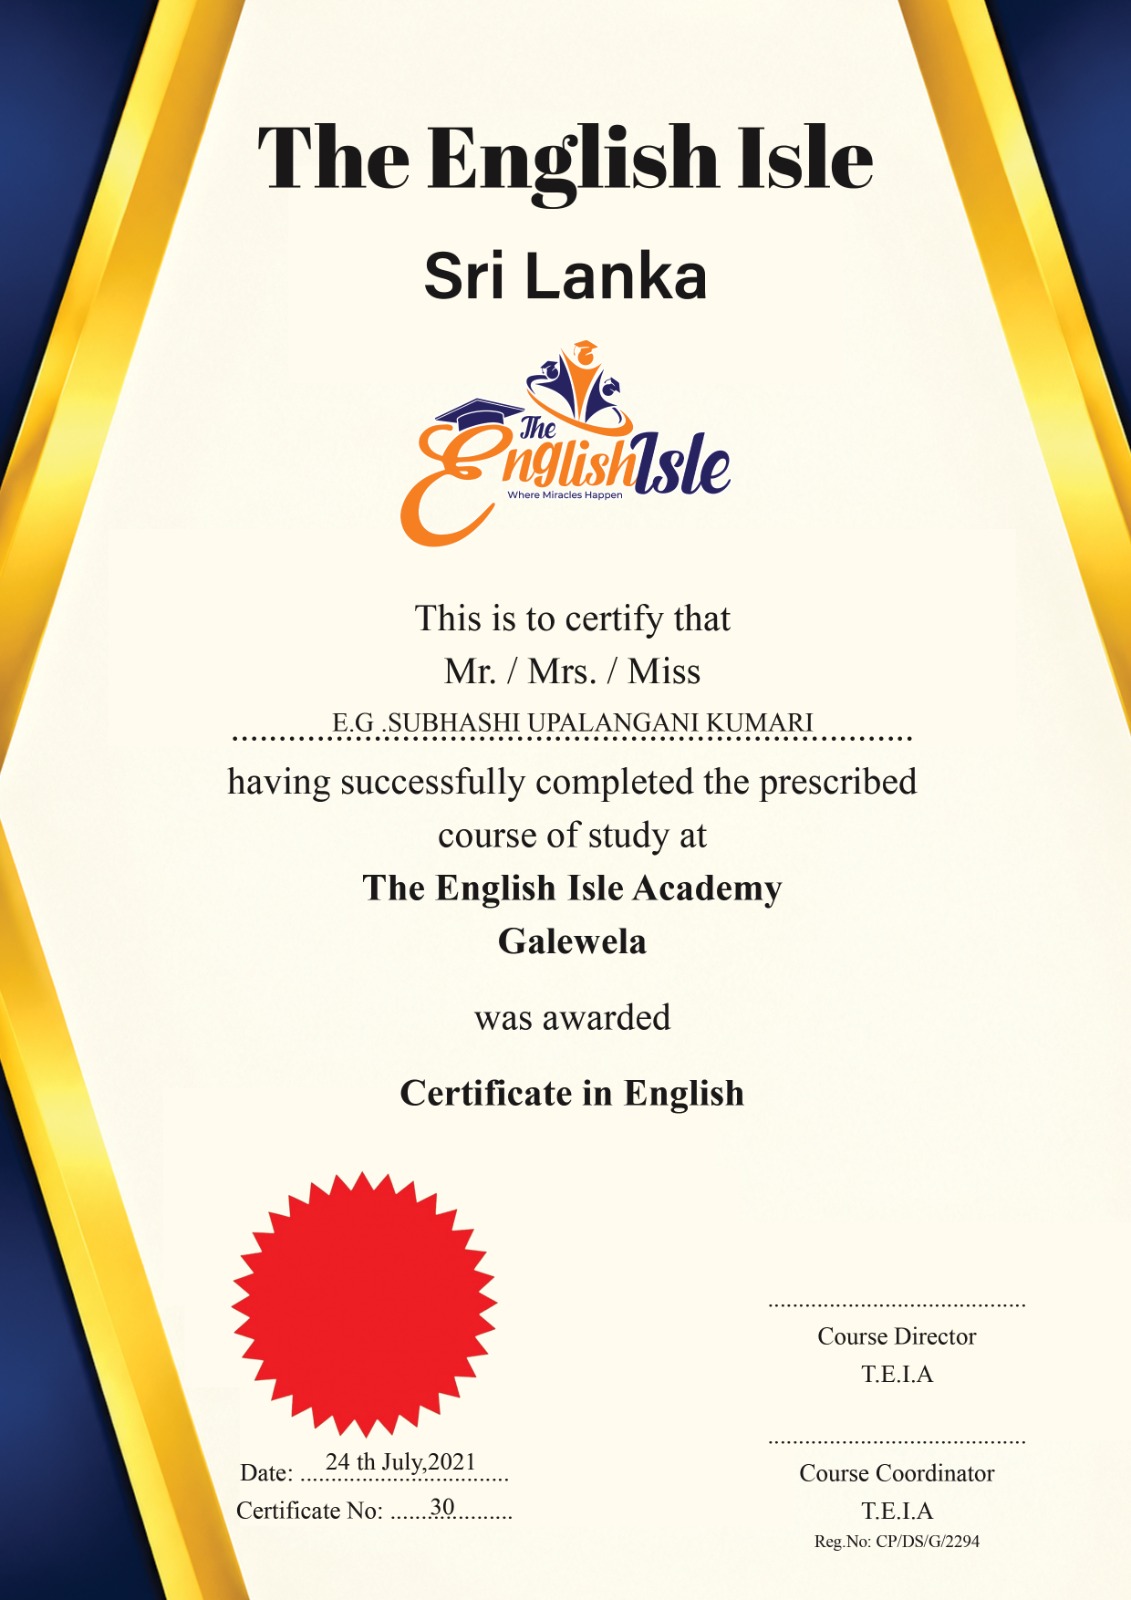 The English Isle
Sri Lanka
The English Isle
Where Miracles Happen
This is to certify that
Mr. / Mrs. / Miss
E.G .SUBHASHI UPALANGANI KUMARI
having successfully completed the prescribed
course of study at
The English Isle Academy
Galewela
was awarded
Certificate in English
Date: 24 th July,2021
Certificate No: 30
Course Director
T.E.I.A
Course Coordinator
T.E.I.A
Reg.No: CP/DS/G/2294